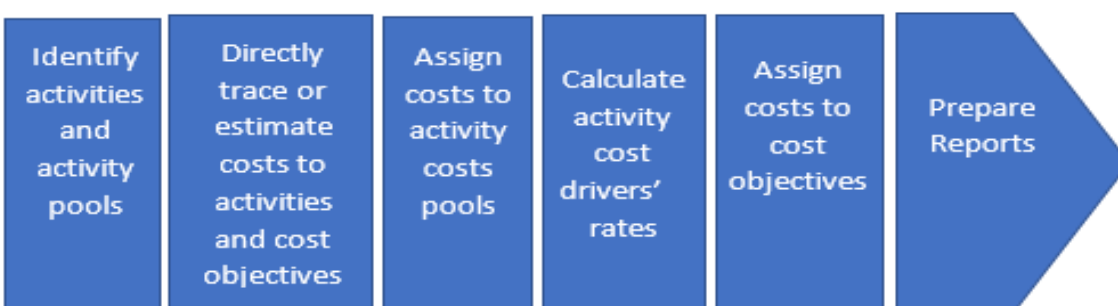 Identify
activities
and
activity
pools
Directly
trace or
estimate
costs to
activities
and cost
objectives
Assign
costs to
activity
costs
pools
Calculate
activity
cost
drivers'
rates
Assign
costs to
cost
objectives
Prepare
Reports